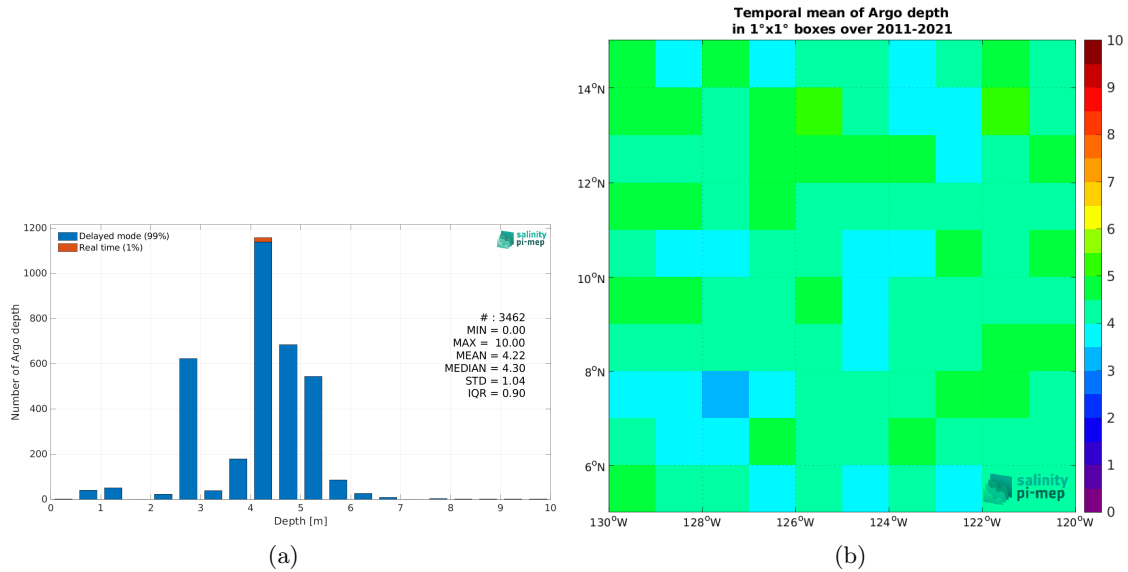 Delayed mode (99%)
Real time (1%)
salinity
pi-mep
# : 3462
MIN = 0.00
MAX = 10.00
MEAN = 4.22
MEDIAN = 4.30
STD = 1.04
IQR = 0.90
Number of Argo depth
1200
1000
800
600
400
200
0
0 1 2 3 4 5 6 7 8 9 10
Depth [m]
(a)
Temporal mean of Argo depth
in 1°x1° boxes over 2011-2021
14°N
12°N
10°N
8°N
6°N
130°W 128°W 126°W 124°W 122°W 120°W
salinity
pi-mep
10
9
8
7
6
5
4
3
2
1
0
(b)